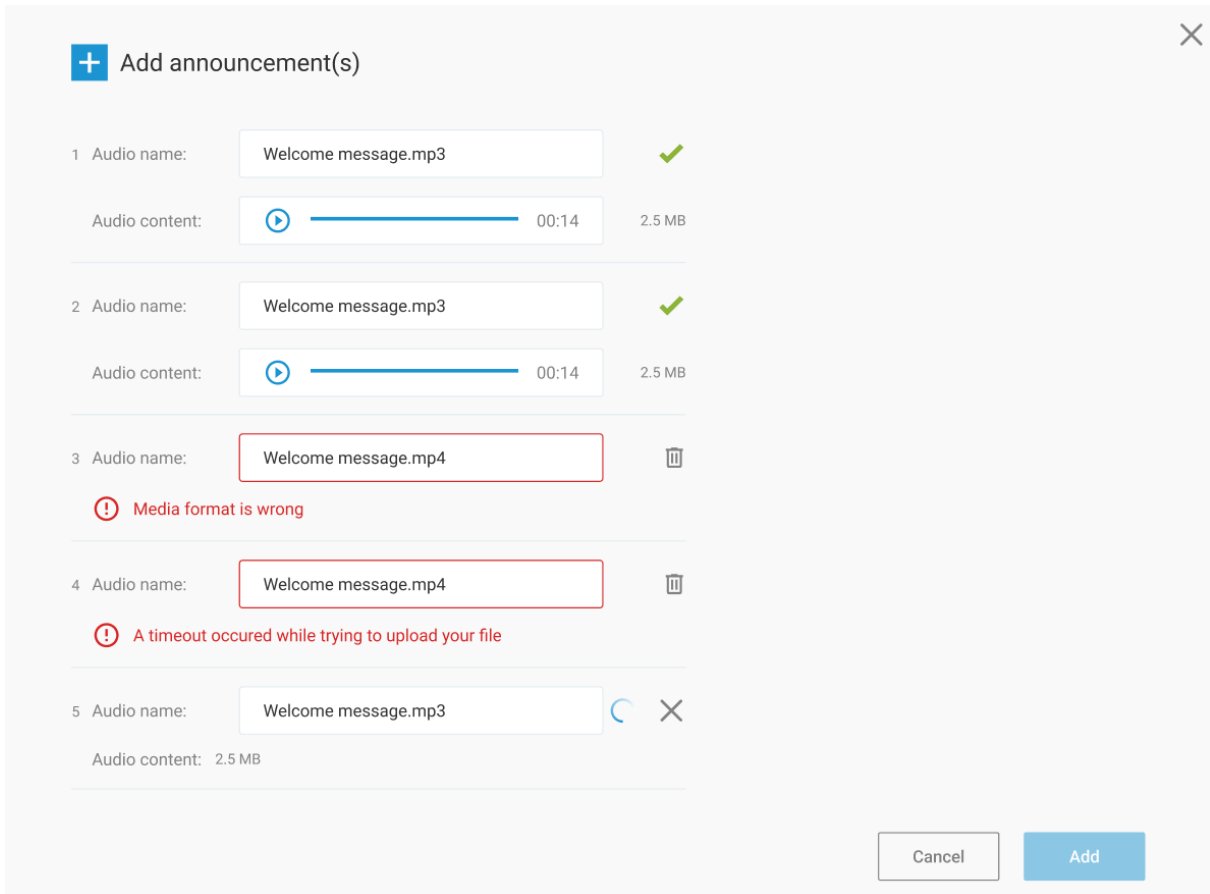 Add announcement(s)
1 Audio name: Welcome message.mp3
Audio content: 00:14 2.5 MB
2 Audio name: Welcome message.mp3
Audio content: 00:14 2.5 MB
3 Audio name: Welcome message.mp4
Media format is wrong
4 Audio name: Welcome message.mp4
A timeout occured while trying to upload your file
5 Audio name: Welcome message.mp3
Audio content: 2.5 MB
Cancel Add